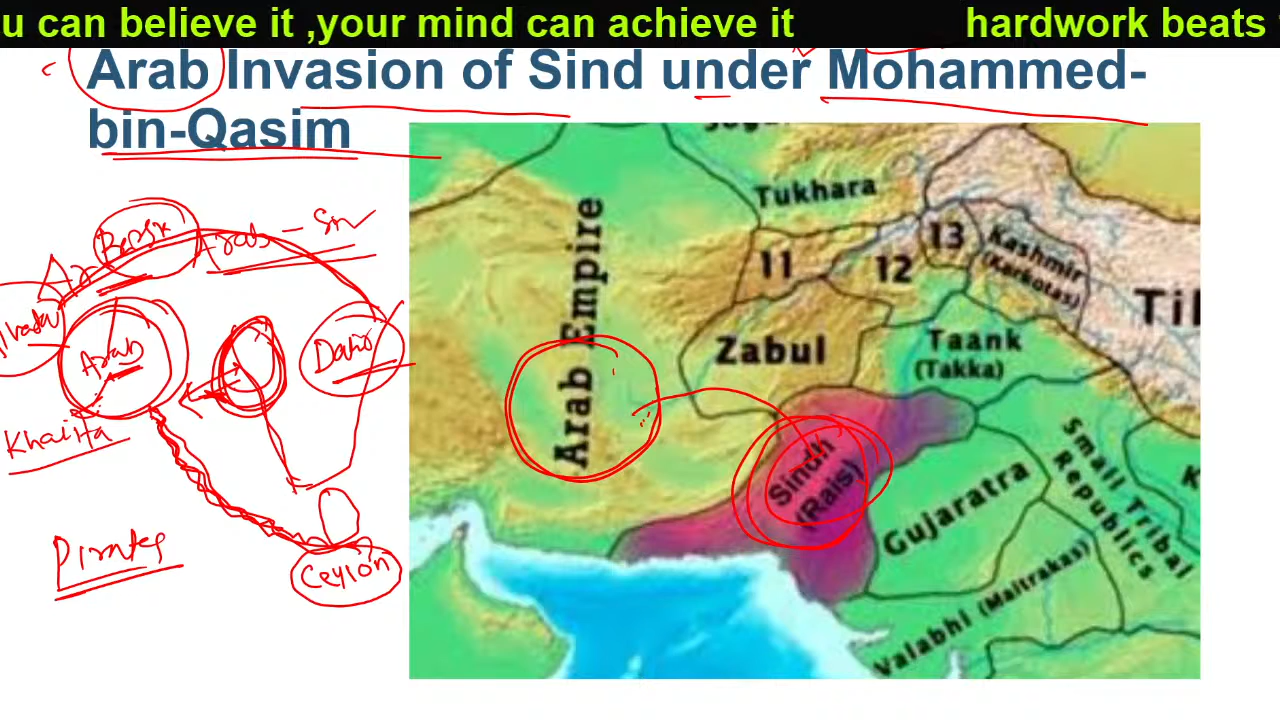 u can believe it ,your mind can achieve it hardwork beats
Arab Invasion of Sind under Mohammed-
bin-Qasim
Arab
Dahir
Pirates
Ceylon
Tukhara
Arab Empire
11
12
13
Kashmir
(Karkotas)
Zabul
Taank
(Takka)
Sindh
(Rais)
Gujaratra
Small Tribal
Republics
Valabhi (Maitrakas)